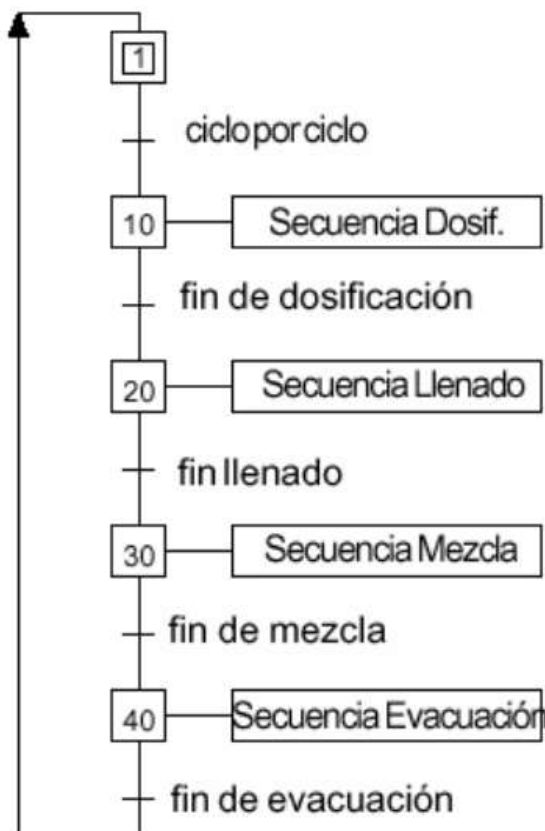 1
ciclo por ciclo
10
Secuencia Dosif.
fin de dosificación
20
Secuencia Llenado
fin llenado
30
Secuencia Mezcla
fin de mezcla
40
Secuencia Evacuación
fin de evacuación